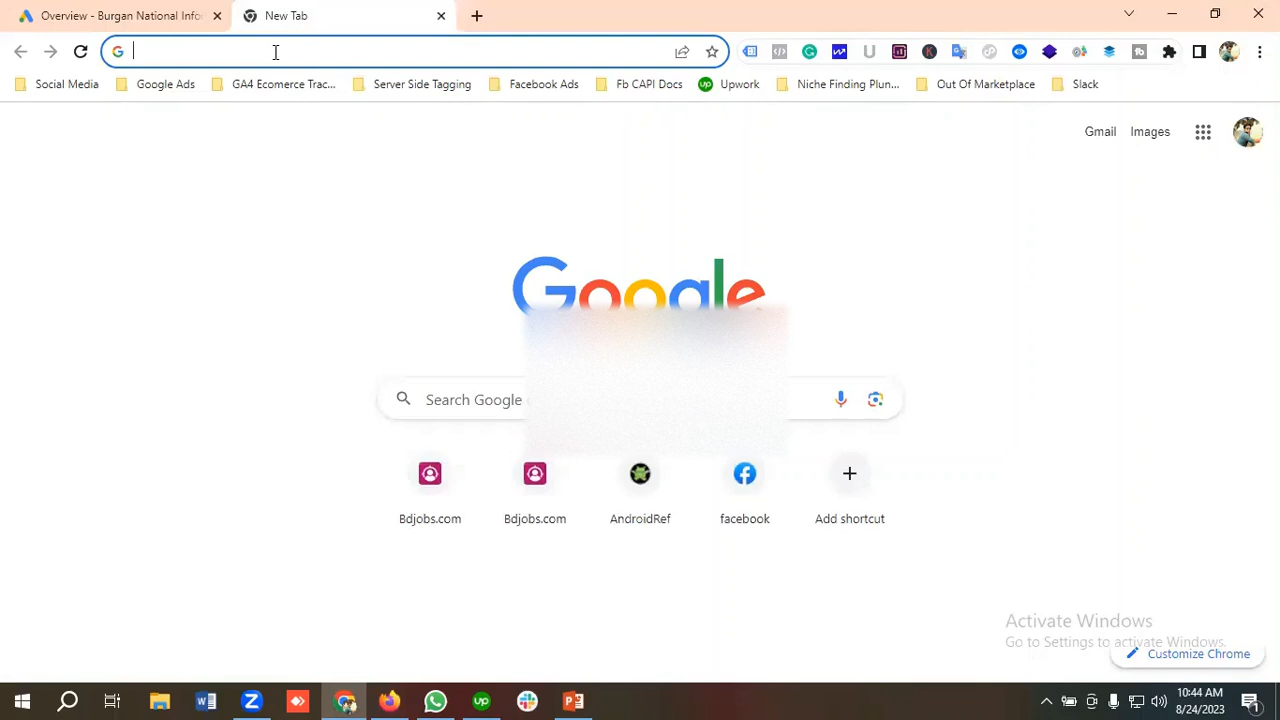 Overview - Burgan National Info
New Tab
Social Media
Google Ads
GA4 Ecomerce Trac...
Server Side Tagging
Facebook Ads
Fb CAPI Docs
Upwork
Niche Finding Plun...
Out Of Marketplace
Slack
Gmail
Images
Google
Search Google
Bdjobs.com
Bdjobs.com
AndroidRef
facebook
Add shortcut
Activate Windows
Go to Settings to activate Windows.
Customize Chrome
10:44 AM
8/24/2023